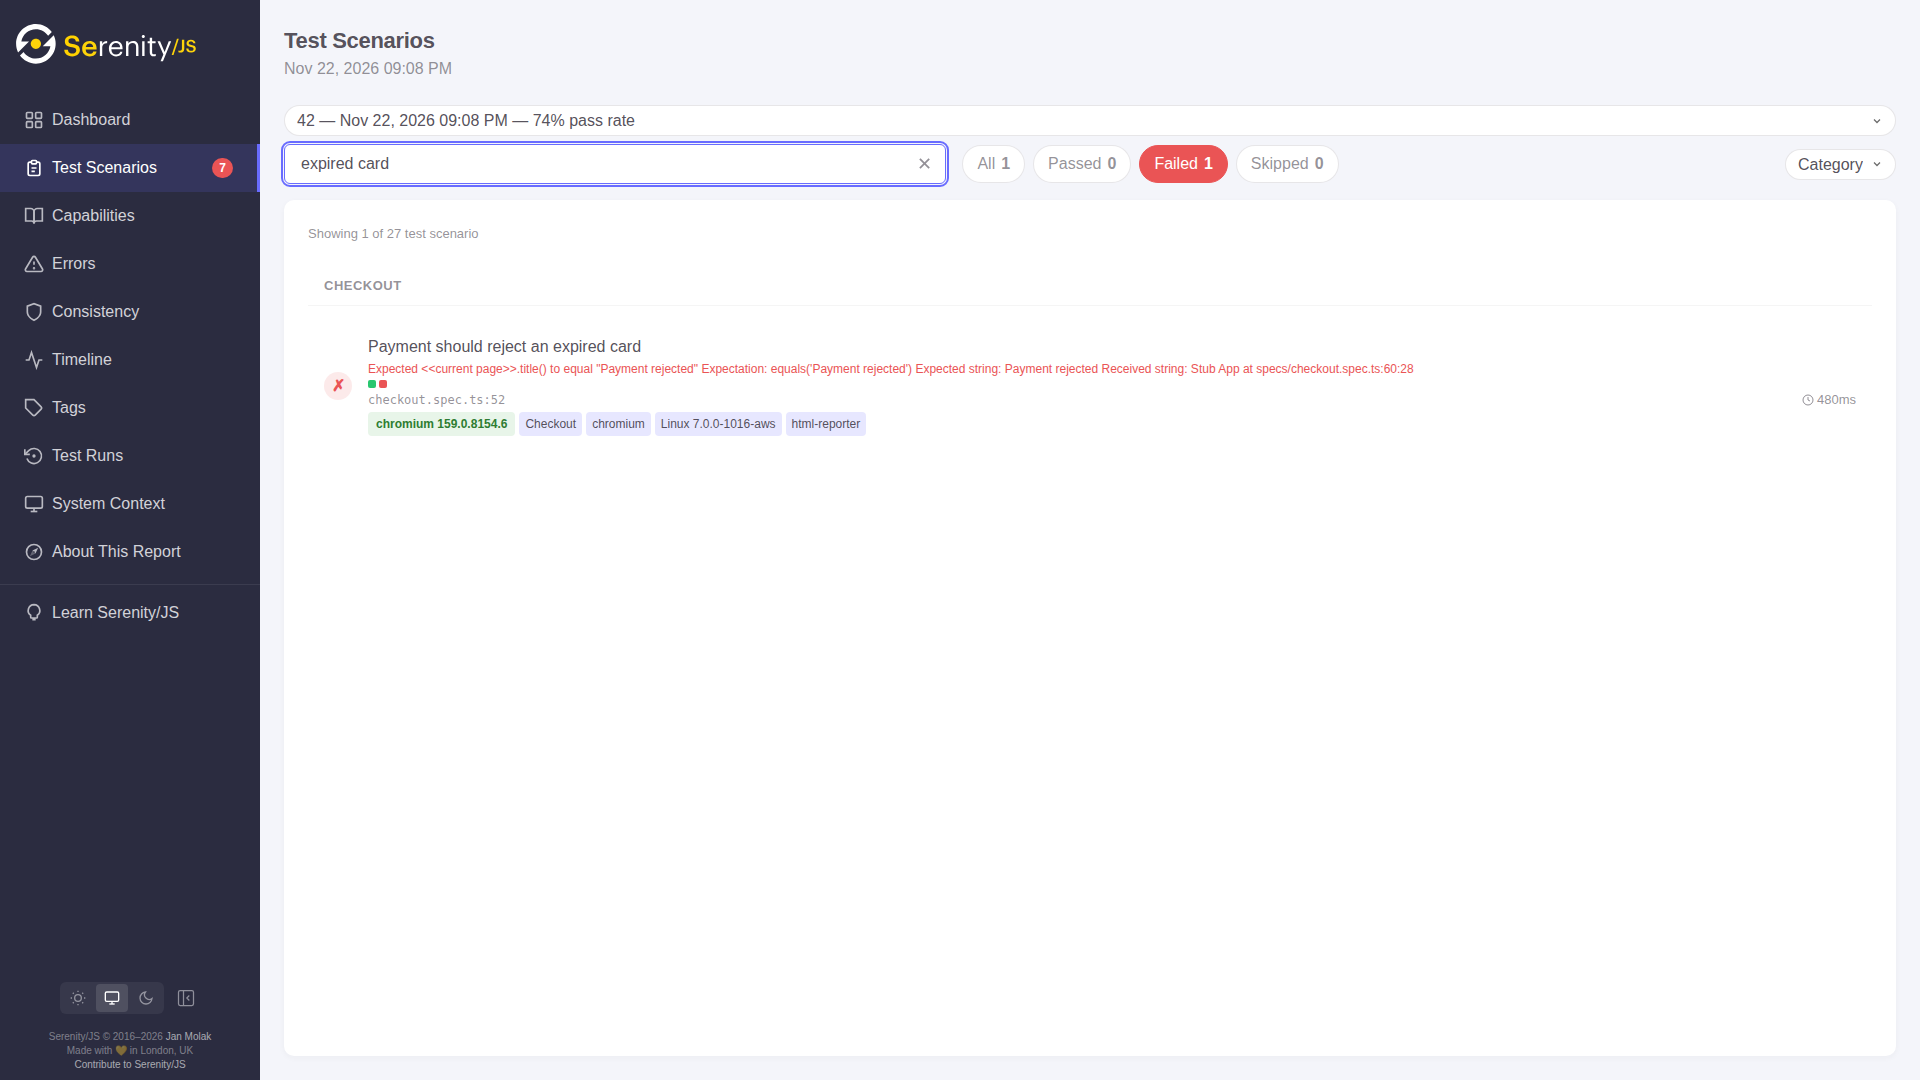 Serenity/JS
Dashboard
Test Scenarios 7
Capabilities
Errors
Consistency
Timeline
Tags
Test Runs
System Context
About This Report
Learn Serenity/JS
Serenity/JS © 2016–2026 Jan Molak
Made with 🧡 in London, UK
Contribute to Serenity/JS
Test Scenarios
Nov 22, 2026 09:08 PM
42 — Nov 22, 2026 09:08 PM — 74% pass rate
expired card ✕ All 1 Passed 0 Failed 1 Skipped 0 Category
Showing 1 of 27 test scenario
CHECKOUT
Payment should reject an expired card
Expected <<current page>>.title() to equal "Payment rejected" Expectation: equals('Payment rejected') Expected string: Payment rejected Received string: Stub App at specs/checkout.spec.ts:60:28
✗
checkout.spec.ts:52 480ms
chromium 159.0.8154.6 Checkout chromium Linux 7.0.0-1016-aws html-reporter